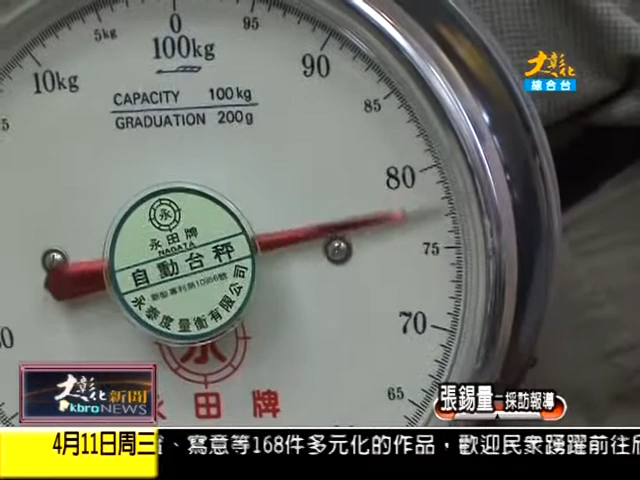 0
5kg
95
100kg
10kg
90
CAPACITY 100kg
GRADUATION 200g
85
80
75
70
65
大彰化
綜合台
永
永田牌
NAGATA
自動台秤
永泰度量衡有限公司
永
永田牌
大彰化新聞
kbro NEWS
張錫量 採訪報導
4月11日周三
、寫意等168件多元化的作品，歡迎民眾踴躍前往欣